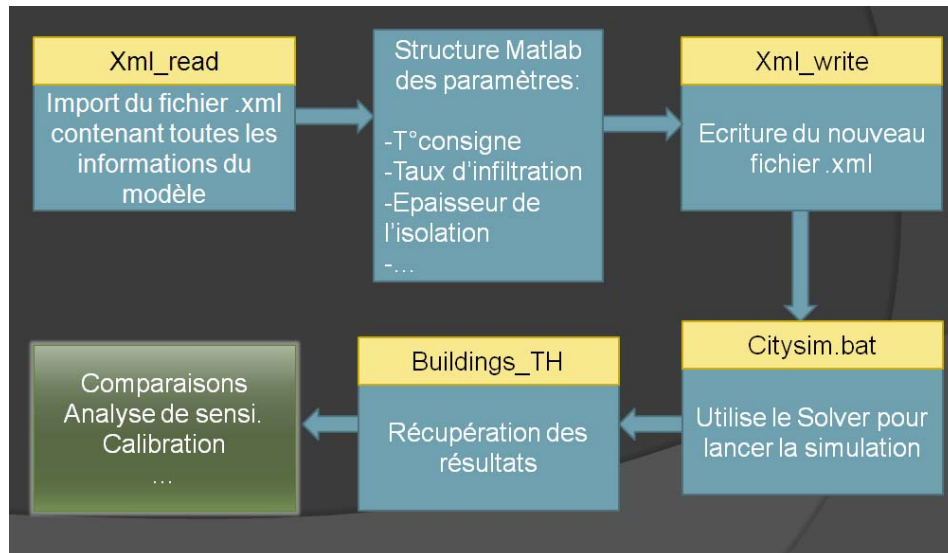 Xml_read
Import du fichier .xml
contenant toutes les
informations du
modèle
Structure Matlab
des paramètres:
-T°consigne
-Taux d'infiltration
-Epaisseur de
l'isolation
-...
Xml_write
Ecriture du nouveau
fichier .xml
Citysim.bat
Utilise le Solver pour
lancer la simulation
Buildings_TH
Récupération des
résultats
Comparaisons
Analyse de sensi.
Calibration
...